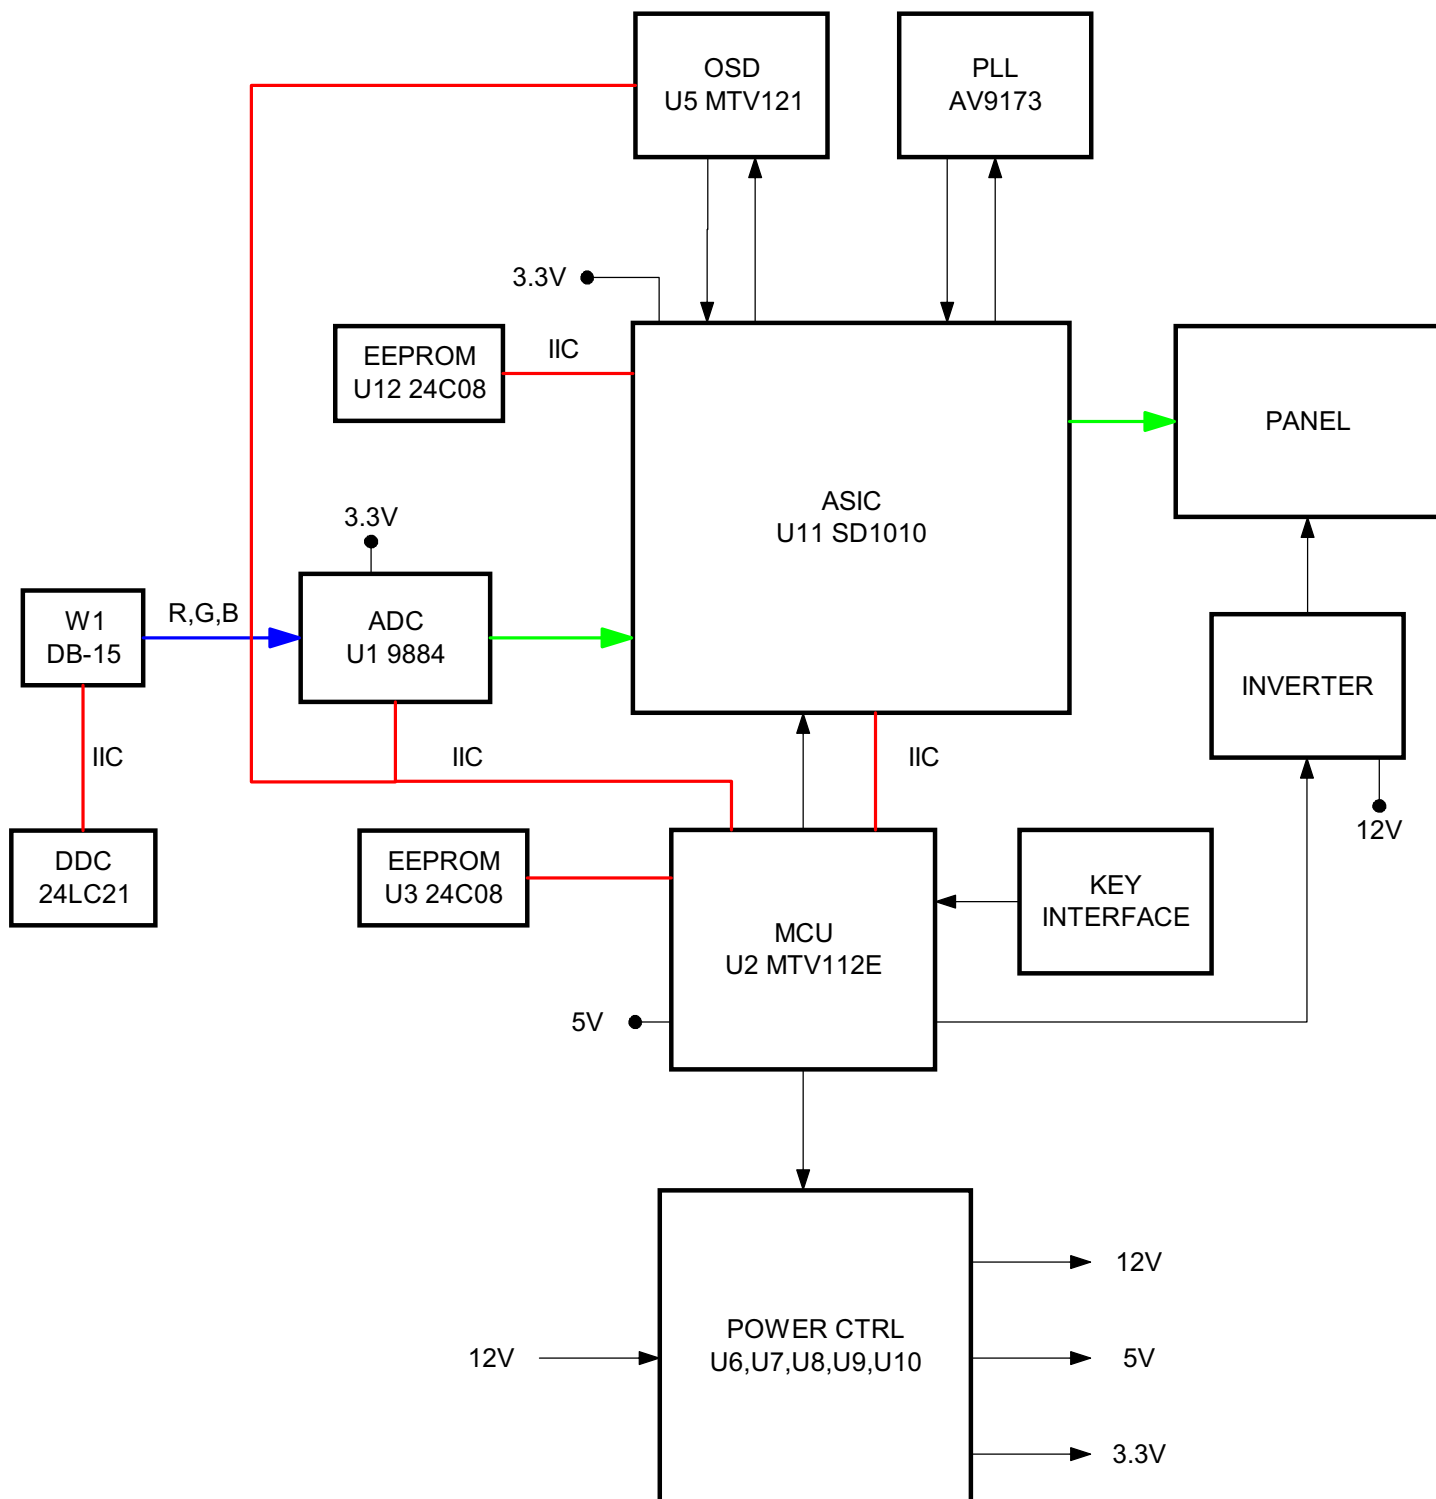 OSD
U5 MTV121
PLL
AV9173
3.3V
EEPROM
U12 24C08
IIC
PANEL
ASIC
U11 SD1010
3.3V
W1
DB-15
R,G,B
ADC
U1 9884
INVERTER
IIC
IIC
IIC
12V
DDC
24LC21
EEPROM
U3 24C08
KEY
INTERFACE
MCU
U2 MTV112E
5V
12V
POWER CTRL
U6,U7,U8,U9,U10
12V
5V
3.3V